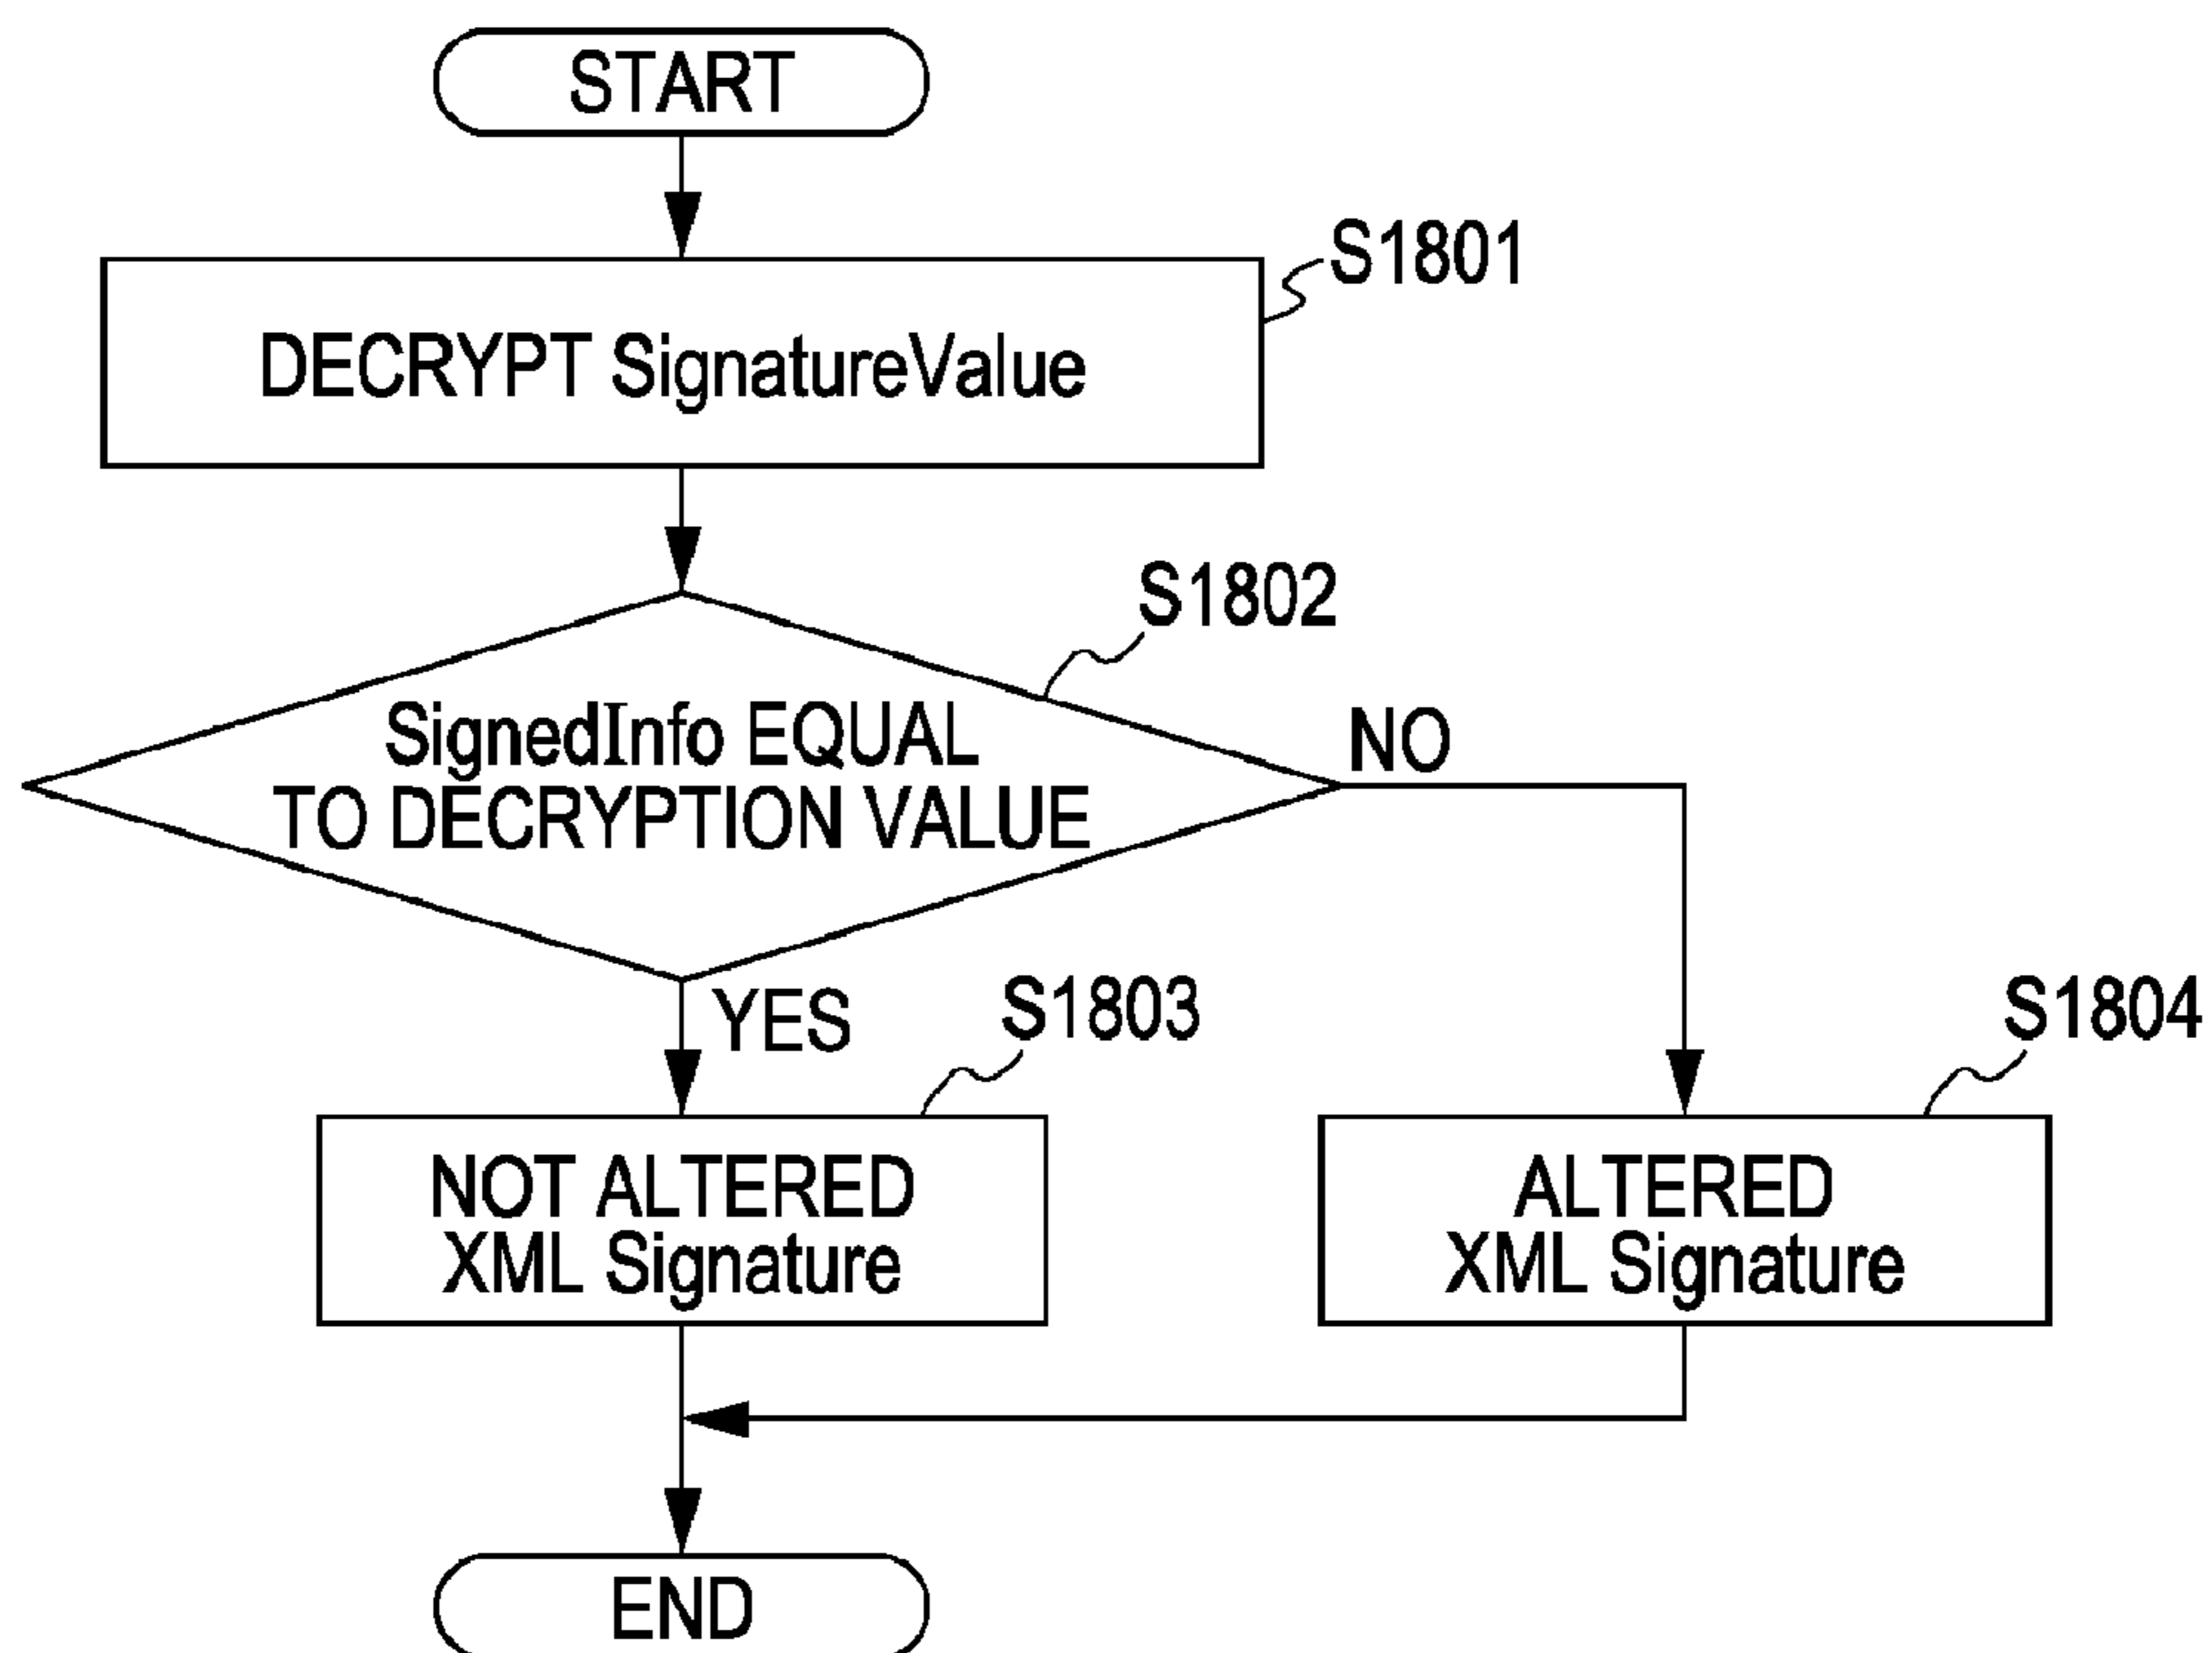 START
S1801
DECRYPT SignatureValue
S1802
SignedInfo EQUAL
TO DECRYPTION VALUE
NO
YES
S1803
S1804
NOT ALTERED
XML Signature
ALTERED
XML Signature
END